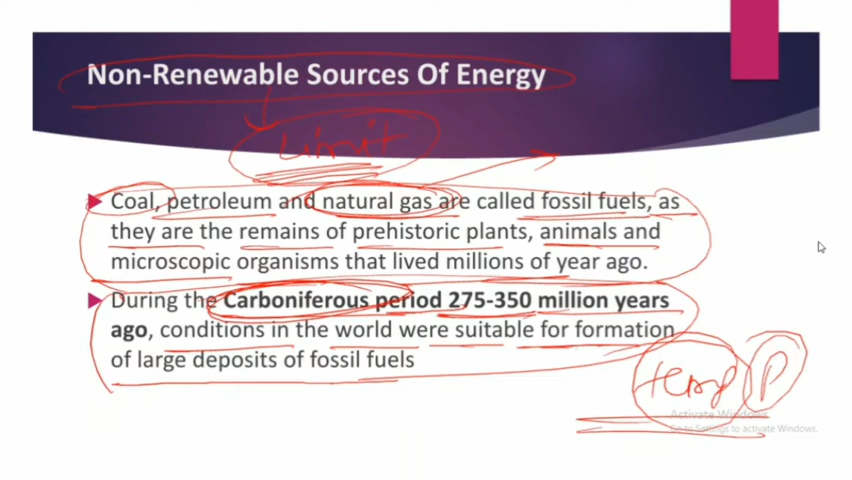 Non-Renewable Sources Of Energy
Limit
Coal, petroleum and natural gas are called fossil fuels, as
they are the remains of prehistoric plants, animals and
microscopic organisms that lived millions of year ago.
During the Carboniferous period 275-350 million years
ago, conditions in the world were suitable for formation
of large deposits of fossil fuels
temp P
Activate Windows
Go to Settings to activate Windows.